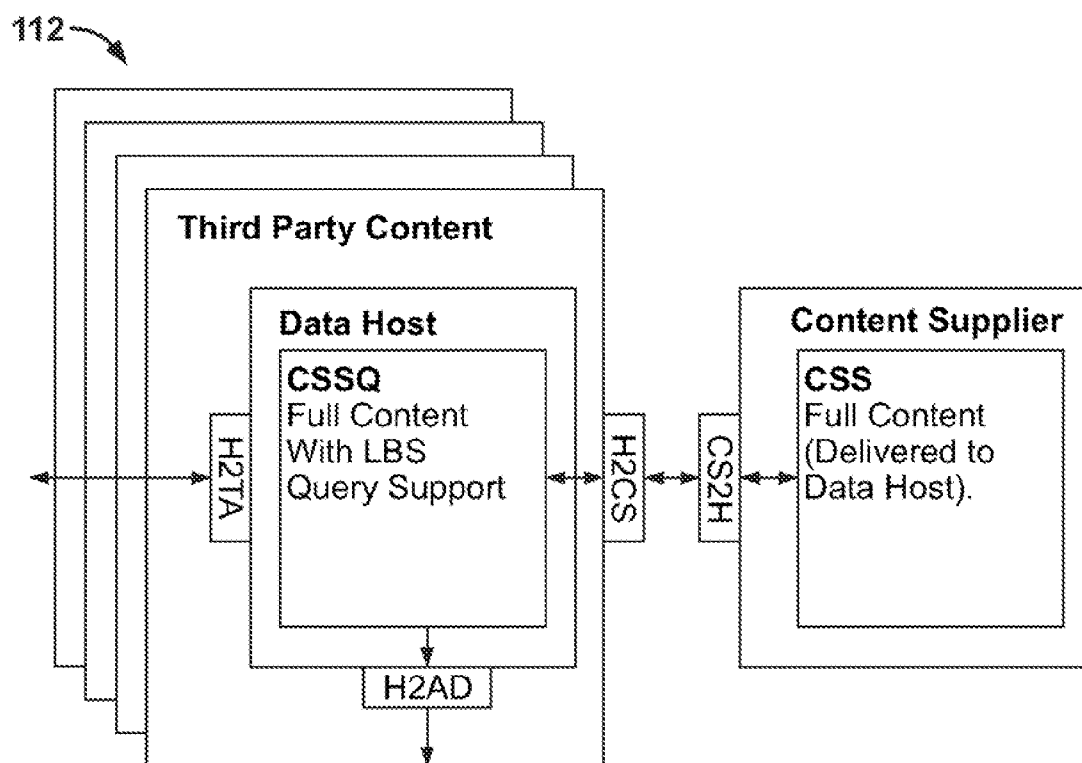 112
Third Party Content
Data Host
CSSQ
Full Content
With LBS
Query Support
H2TA
H2AD
H2CS
CS2H
Content Supplier
CSS
Full Content
(Delivered to
Data Host).